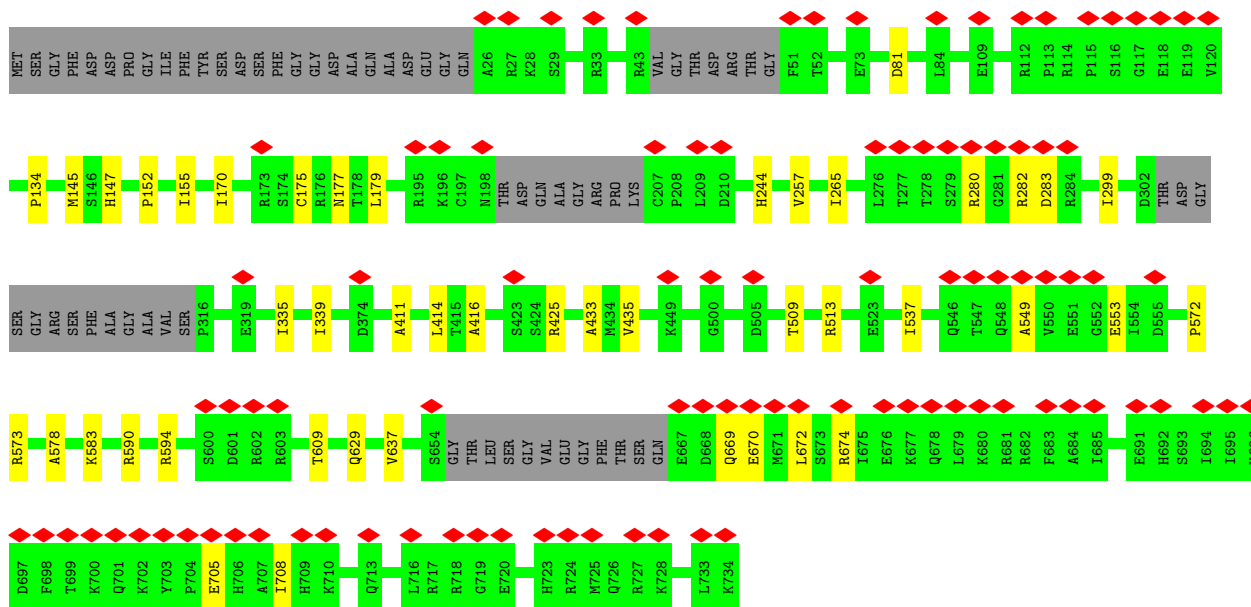 MET SER GLY PHE ASP ASP PRO GLY ILE PHE TYR SER ASP SER PHE GLY GLY ASP ALA GLN ALA ASP GLU GLY GLN A26 R27 K28 S29 R33 R43 VAL GLY THR ASP ARG THR GLY F51 T52 E73 D81 L84 E109 R112 P113 R114 P115 S116 G117 E118 E119 V120
P134 M145 S146 H147 P152 I155 I170 R173 S174 C175 R176 N177 T178 L179 R195 K196 C197 N198 THR ASP GLN ALA GLY ARG PRO LYS C207 P208 L209 D210 H244 V257 I265 L276 T277 T278 S279 R280 G281 R282 D283 R284 I299 D302 THR ASP GLY
SER GLY ARG SER PHE ALA GLY ALA VAL SER P316 E319 I335 I339 D374 A411 L414 T415 A416 S423 S424 R425 A433 M434 V435 K449 G500 D505 T509 R513 E523 I537 Q546 T547 Q548 A549 V550 E551 G552 E553 I554 D555 P572
R573 A578 K583 R590 R594 S600 D601 R602 R603 T609 Q629 V637 S654 GLY THR LEU SER GLY VAL GLU GLY PHE THR SER GLN E667 D668 Q669 E670 M671 L672 S673 R674 I675 E676 K677 Q678 L679 K680 R681 R682 F683 A684 I685 E691 H692 S693 I694 I695
D697 F698 T699 K700 Q701 K702 Y703 P704 E705 H706 A707 I708 H709 K710 Q713 L716 R717 R718 G719 E720 H723 R724 M725 Q726 R727 K728 L733 K734